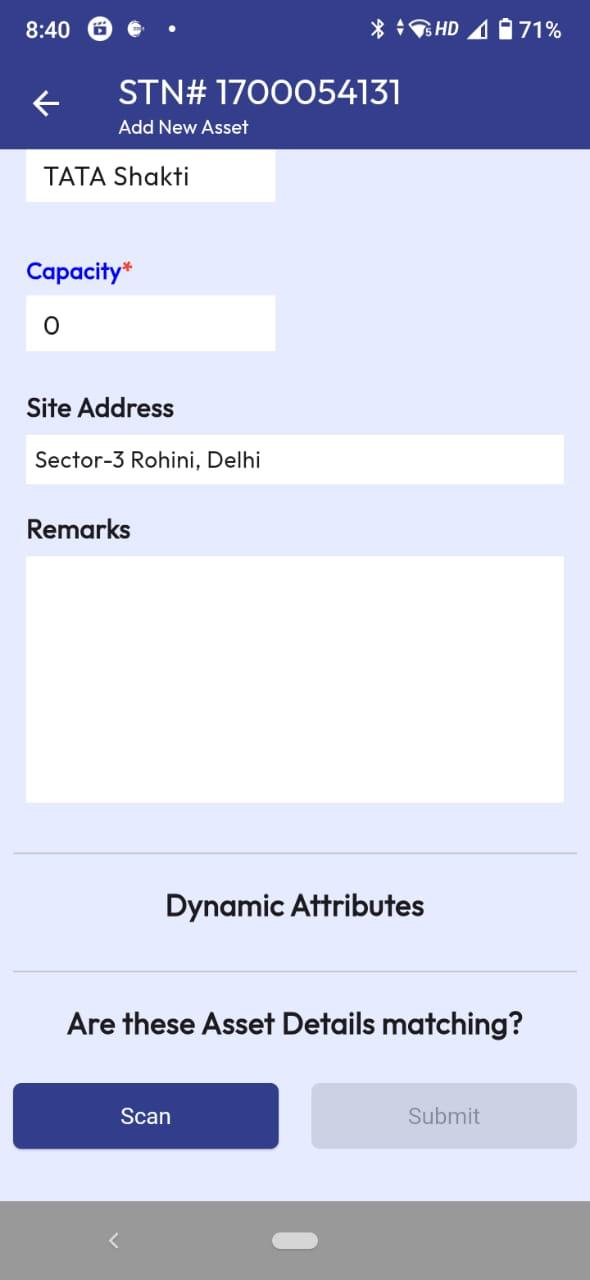 8:40 HD 71%
STN# 1700054131
Add New Asset
TATA Shakti
Capacity*
0
Site Address
Sector-3 Rohini, Delhi
Remarks
Dynamic Attributes
Are these Asset Details matching?
Scan Submit